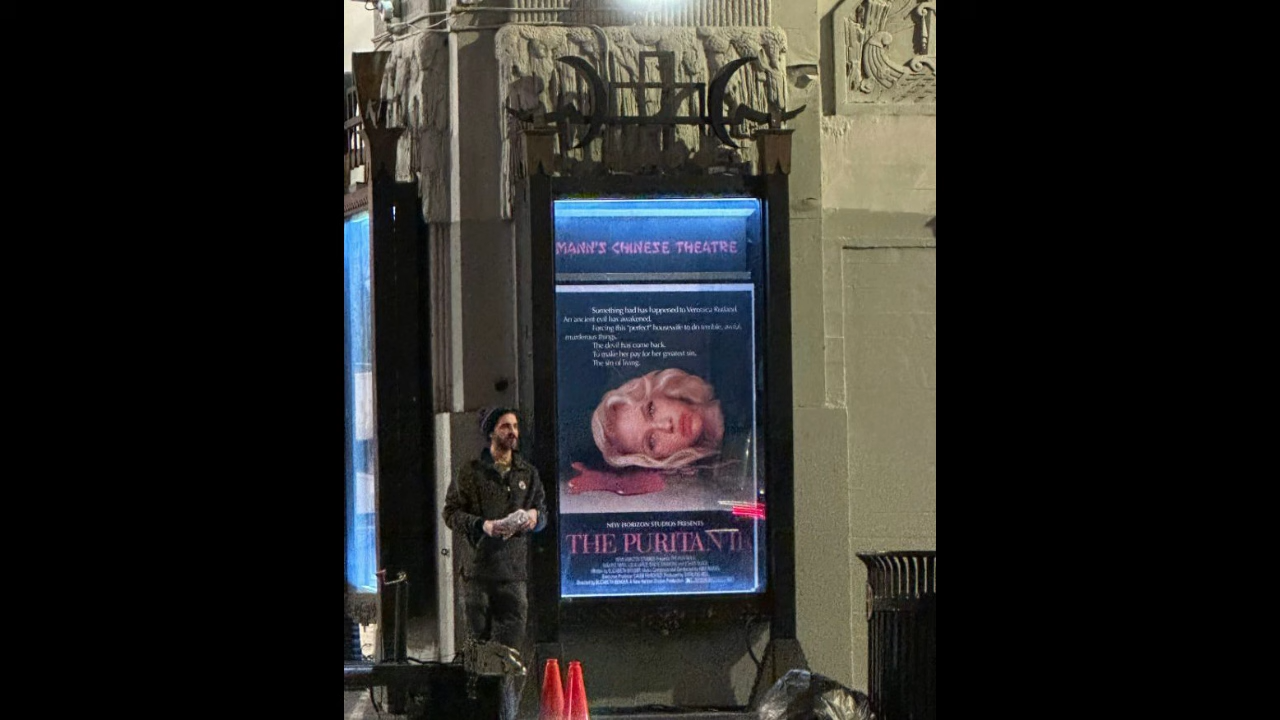 MANN'S CHINESE THEATRE
Something bad has happened to Veronica Rutland.
An ancient evil has awakened.
Forcing this "perfect" housewife to do terrible, awful,
murderous things.
The devil has come back.
To make her pay for her greatest sin.
The sin of living.
NEW HORIZON STUDIOS PRESENTS
THE PURITAN II